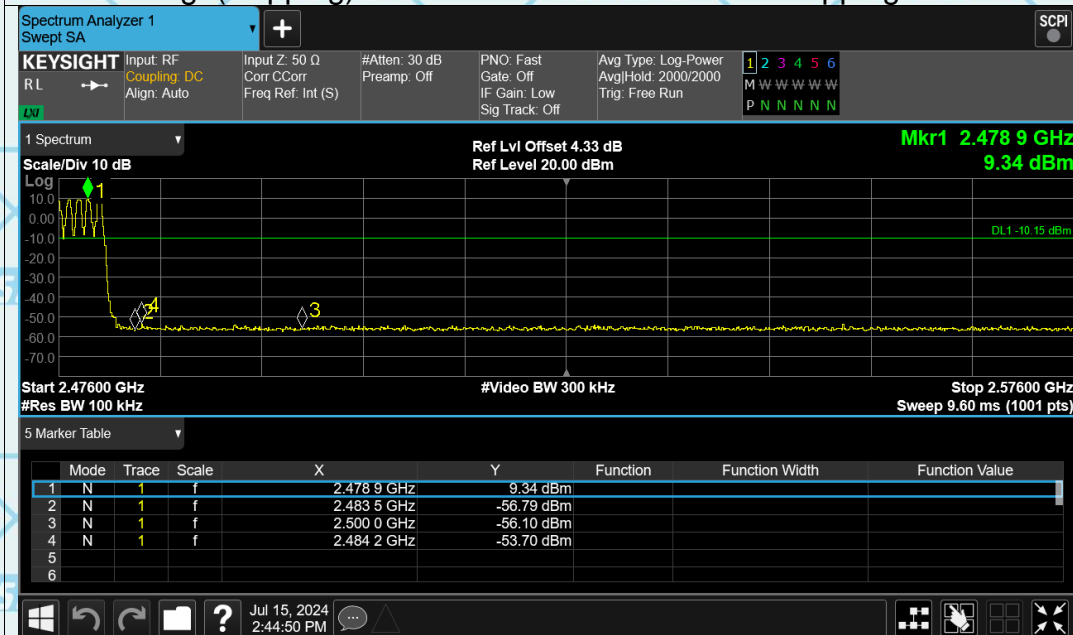 Spectrum Analyzer 1
Swept SA
+
SCPI
KEYSIGHT
RL
LXI
Input: RF
Coupling: DC
Align: Auto
Input Z: 50 Ω
Corr CCorr
Freq Ref: Int (S)
#Atten: 30 dB
Preamp: Off
PNO: Fast
Gate: Off
IF Gain: Low
Sig Track: Off
Avg Type: Log-Power
Avg|Hold: 2000/2000
Trig: Free Run
1 2 3 4 5 6
M W W W W W
P N N N N N
1 Spectrum
Scale/Div 10 dB
Ref Lvl Offset 4.33 dB
Ref Level 20.00 dBm
Mkr1 2.478 9 GHz
9.34 dBm
Log
10.0
0.00
-10.0
-20.0
-30.0
-40.0
-50.0
-60.0
-70.0
1
2
4
3
DL1 -10.15 dBm
Start 2.47600 GHz
#Res BW 100 kHz
#Video BW 300 kHz
Stop 2.57600 GHz
Sweep 9.60 ms (1001 pts)
5 Marker Table
Mode Trace Scale X Y Function Function Width Function Value
1 N 1 f 2.478 9 GHz 9.34 dBm
2 N 1 f 2.483 5 GHz -56.79 dBm
3 N 1 f 2.500 0 GHz -56.10 dBm
4 N 1 f 2.484 2 GHz -53.70 dBm
5
6
?
Jul 15, 2024
2:44:50 PM